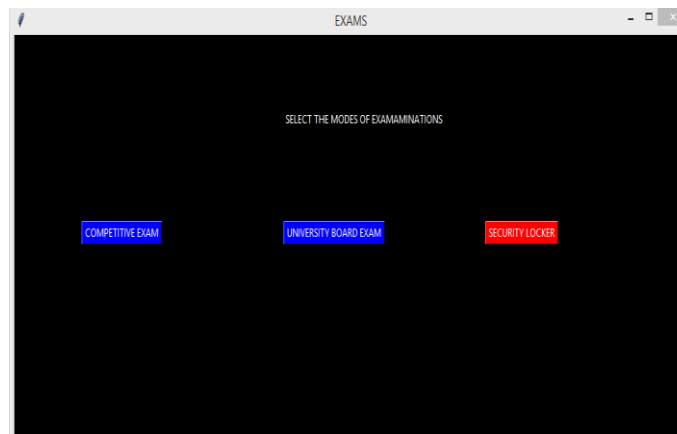 EXAMS
SELECT THE MODES OF EXAMAMINATIONS
COMPETITIVE EXAM
UNIVERSITY BOARD EXAM
SECURITY LOCKER